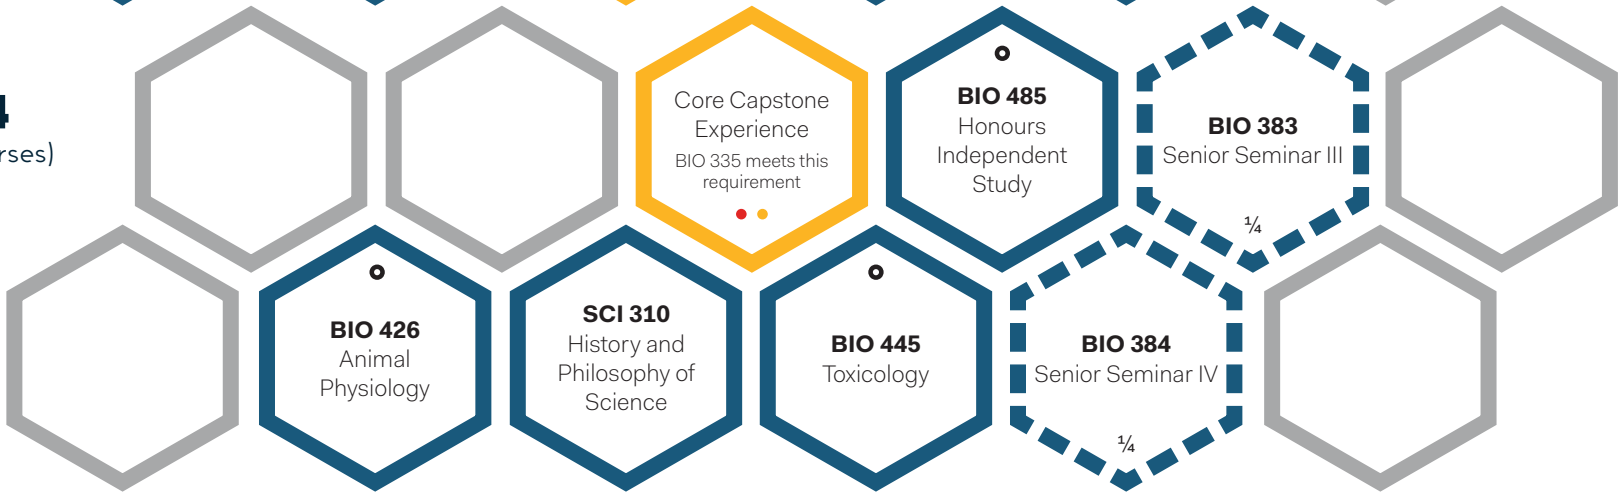 4
rses)
Core Capstone
Experience
BIO 335 meets this
requirement
BIO 485
Honours
Independent
Study
BIO 383
Senior Seminar III
¼
BIO 426
Animal
Physiology
SCI 310
History and
Philosophy of
Science
BIO 445
Toxicology
BIO 384
Senior Seminar IV
¼